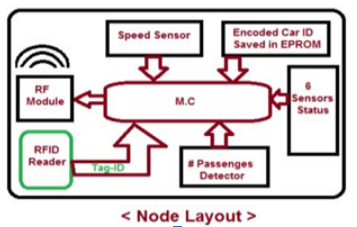 Speed Sensor
Encoded Car ID
Saved in EPROM
RF
Module
M.C
6
Sensors
Status
RFID
Reader
Tag-ID
# Passenges
Detector
< Node Layout >